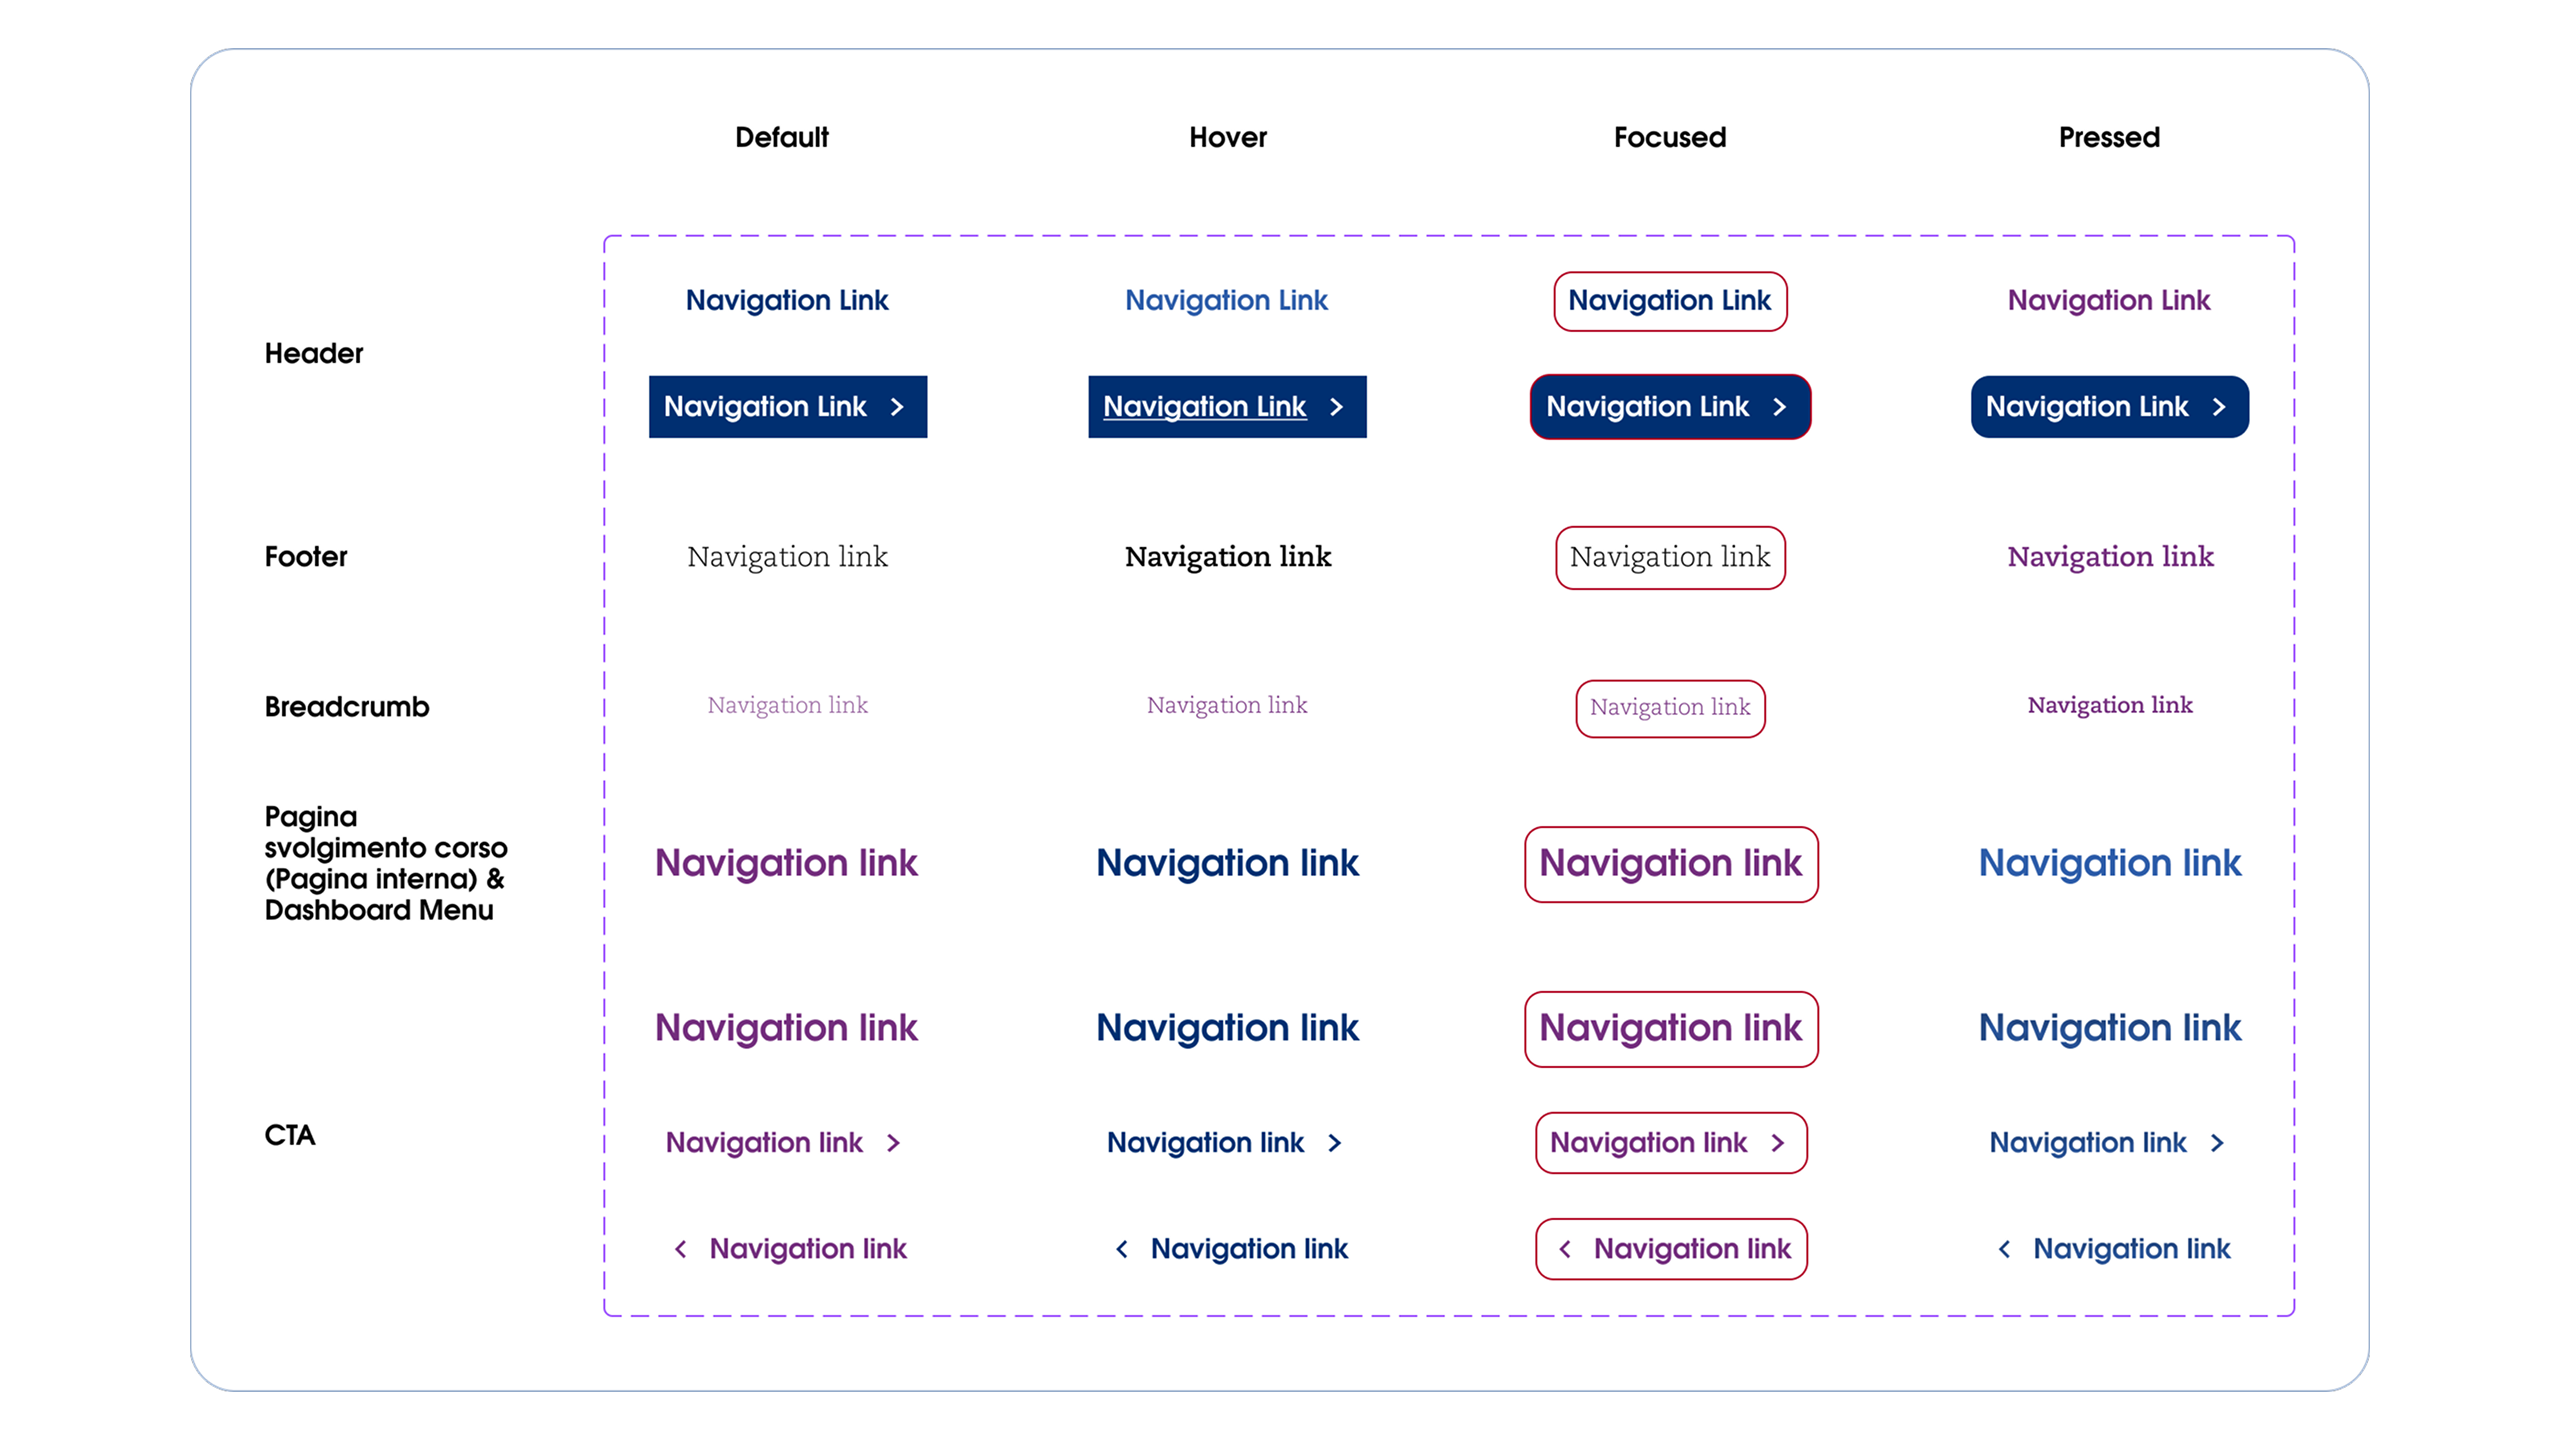 Default Hover Focused Pressed
Navigation Link Navigation Link Navigation Link Navigation Link
Header
Navigation Link > Navigation Link > Navigation Link > Navigation Link >
Footer Navigation link Navigation link Navigation link Navigation link
Breadcrumb Navigation link Navigation link Navigation link Navigation link
Pagina
svolgimento corso
(Pagina interna) &
Dashboard Menu
Navigation link Navigation link Navigation link Navigation link
Navigation link Navigation link Navigation link Navigation link
CTA
Navigation link > Navigation link > Navigation link > Navigation link >
< Navigation link < Navigation link < Navigation link < Navigation link